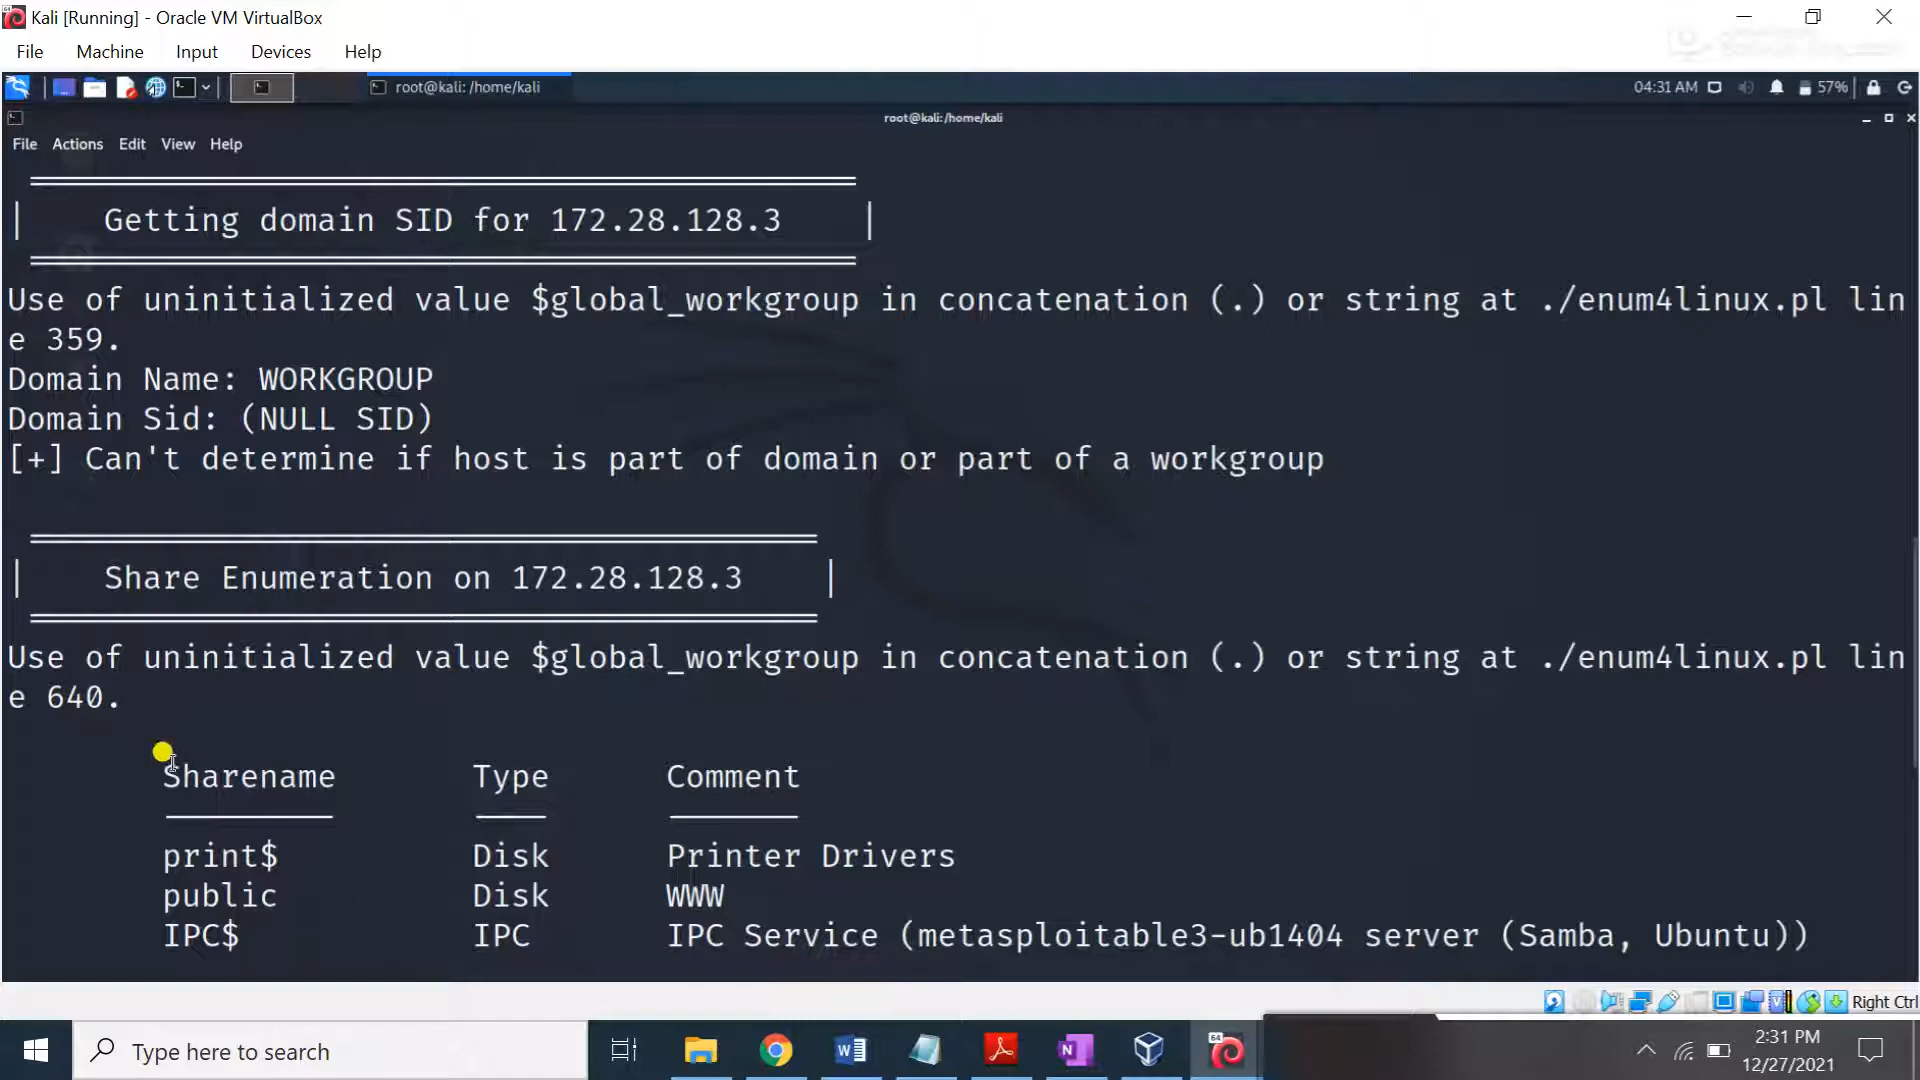 Kali [Running] - Oracle VM VirtualBox
File Machine Input Devices Help
root@kali: /home/kali
04:31 AM 57%
root@kali:/home/kali
File Actions Edit View Help
| Getting domain SID for 172.28.128.3 |
Use of uninitialized value $global_workgroup in concatenation (.) or string at ./enum4linux.pl lin
e 359.
Domain Name: WORKGROUP
Domain Sid: (NULL SID)
[+] Can't determine if host is part of domain or part of a workgroup
| Share Enumeration on 172.28.128.3 |
Use of uninitialized value $global_workgroup in concatenation (.) or string at ./enum4linux.pl lin
e 640.
Sharename Type Comment
print$ Disk Printer Drivers
public Disk WWW
IPC$ IPC IPC Service (metasploitable3-ub1404 server (Samba, Ubuntu))
Right Ctrl
Type here to search
64
2:31 PM
12/27/2021